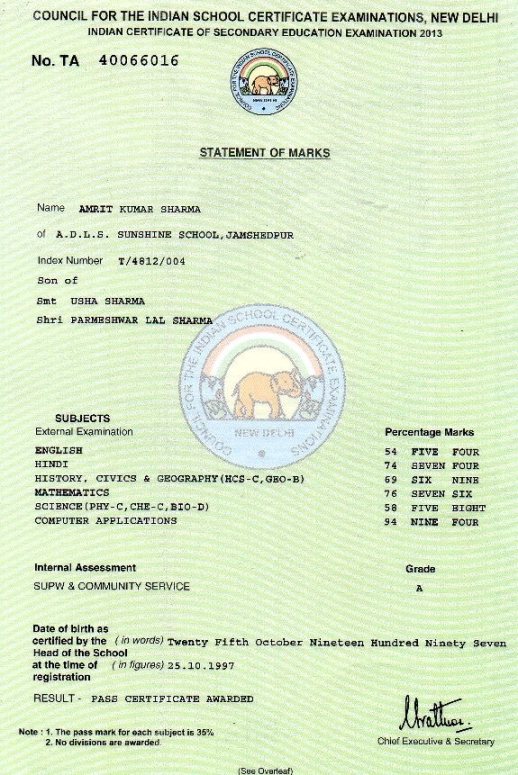 COUNCIL FOR THE INDIAN SCHOOL CERTIFICATE EXAMINATIONS, NEW DELHI
INDIAN CERTIFICATE OF SECONDARY EDUCATION EXAMINATION 2013
No. TA 40066016
COUNCIL FOR THE INDIAN SCHOOL CERTIFICATE EXAMINATIONS
NEW DELHI
STATEMENT OF MARKS
Name AMRIT KUMAR SHARMA
of A.D.L.S. SUNSHINE SCHOOL,JAMSHEDPUR
Index Number T/4812/004
Son of
Smt USHA SHARMA
Shri PARMESHWAR LAL SHARMA
COUNCIL FOR THE INDIAN SCHOOL CERTIFICATE EXAMINATIONS
NEW DELHI
SUBJECTS
External Examination Percentage Marks
ENGLISH 54 FIVE FOUR
HINDI 74 SEVEN FOUR
HISTORY, CIVICS & GEOGRAPHY(HCS-C,GEO-B) 69 SIX NINE
MATHEMATICS 76 SEVEN SIX
SCIENCE(PHY-C,CHE-C,BIO-D) 58 FIVE EIGHT
COMPUTER APPLICATIONS 94 NINE FOUR
Internal Assessment Grade
SUPW & COMMUNITY SERVICE A
Date of birth as
certified by the (in words) Twenty Fifth October Nineteen Hundred Ninety Seven
Head of the School
at the time of (in figures) 25.10.1997
registration
RESULT - PASS CERTIFICATE AWARDED
Note : 1. The pass mark for each subject is 35%
2. No divisions are awarded.
Chief Executive & Secretary
(See Overleaf)